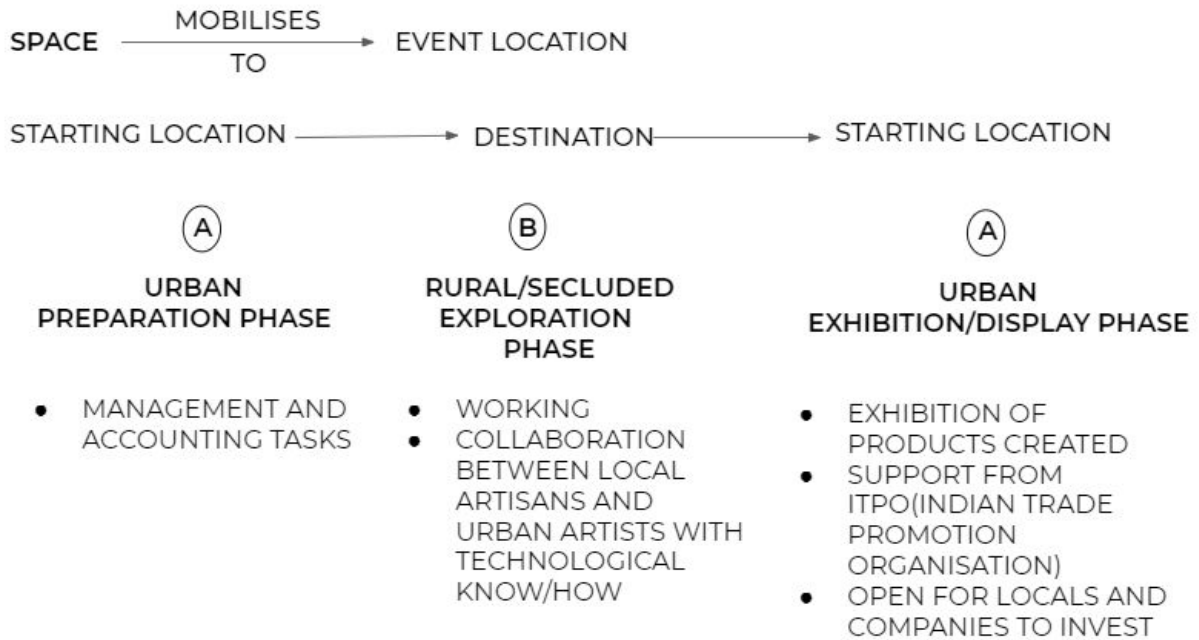 MOBILISES
SPACE EVENT LOCATION
TO
STARTING LOCATION DESTINATION STARTING LOCATION
A
URBAN
PREPARATION PHASE
● MANAGEMENT AND
ACCOUNTING TASKS
B
RURAL/SECLUDED
EXPLORATION
PHASE
● WORKING
● COLLABORATION
BETWEEN LOCAL
ARTISANS AND
URBAN ARTISTS WITH
TECHNOLOGICAL
KNOW/HOW
A
URBAN
EXHIBITION/DISPLAY PHASE
● EXHIBITION OF
PRODUCTS CREATED
● SUPPORT FROM
ITPO(INDIAN TRADE
PROMOTION
ORGANISATION)
● OPEN FOR LOCALS AND
COMPANIES TO INVEST